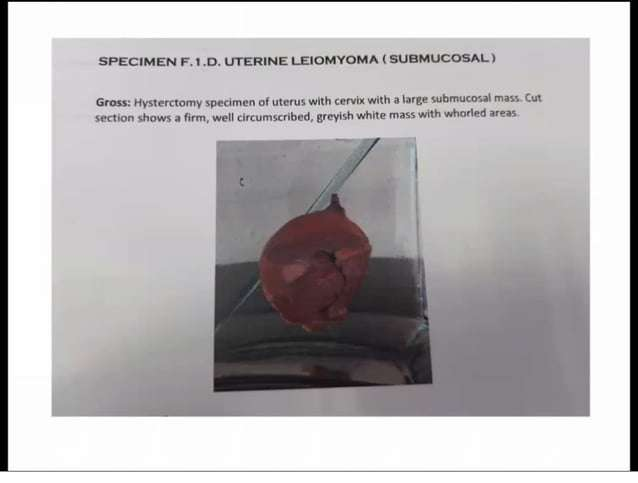 SPECIMEN F.1.D. UTERINE LEIOMYOMA (SUBMUCOSAL)
Gross: Hysterctomy specimen of uterus with cervix with a large submucosal mass. Cut
section shows a firm, well circumscribed, greyish white mass with whorled areas.